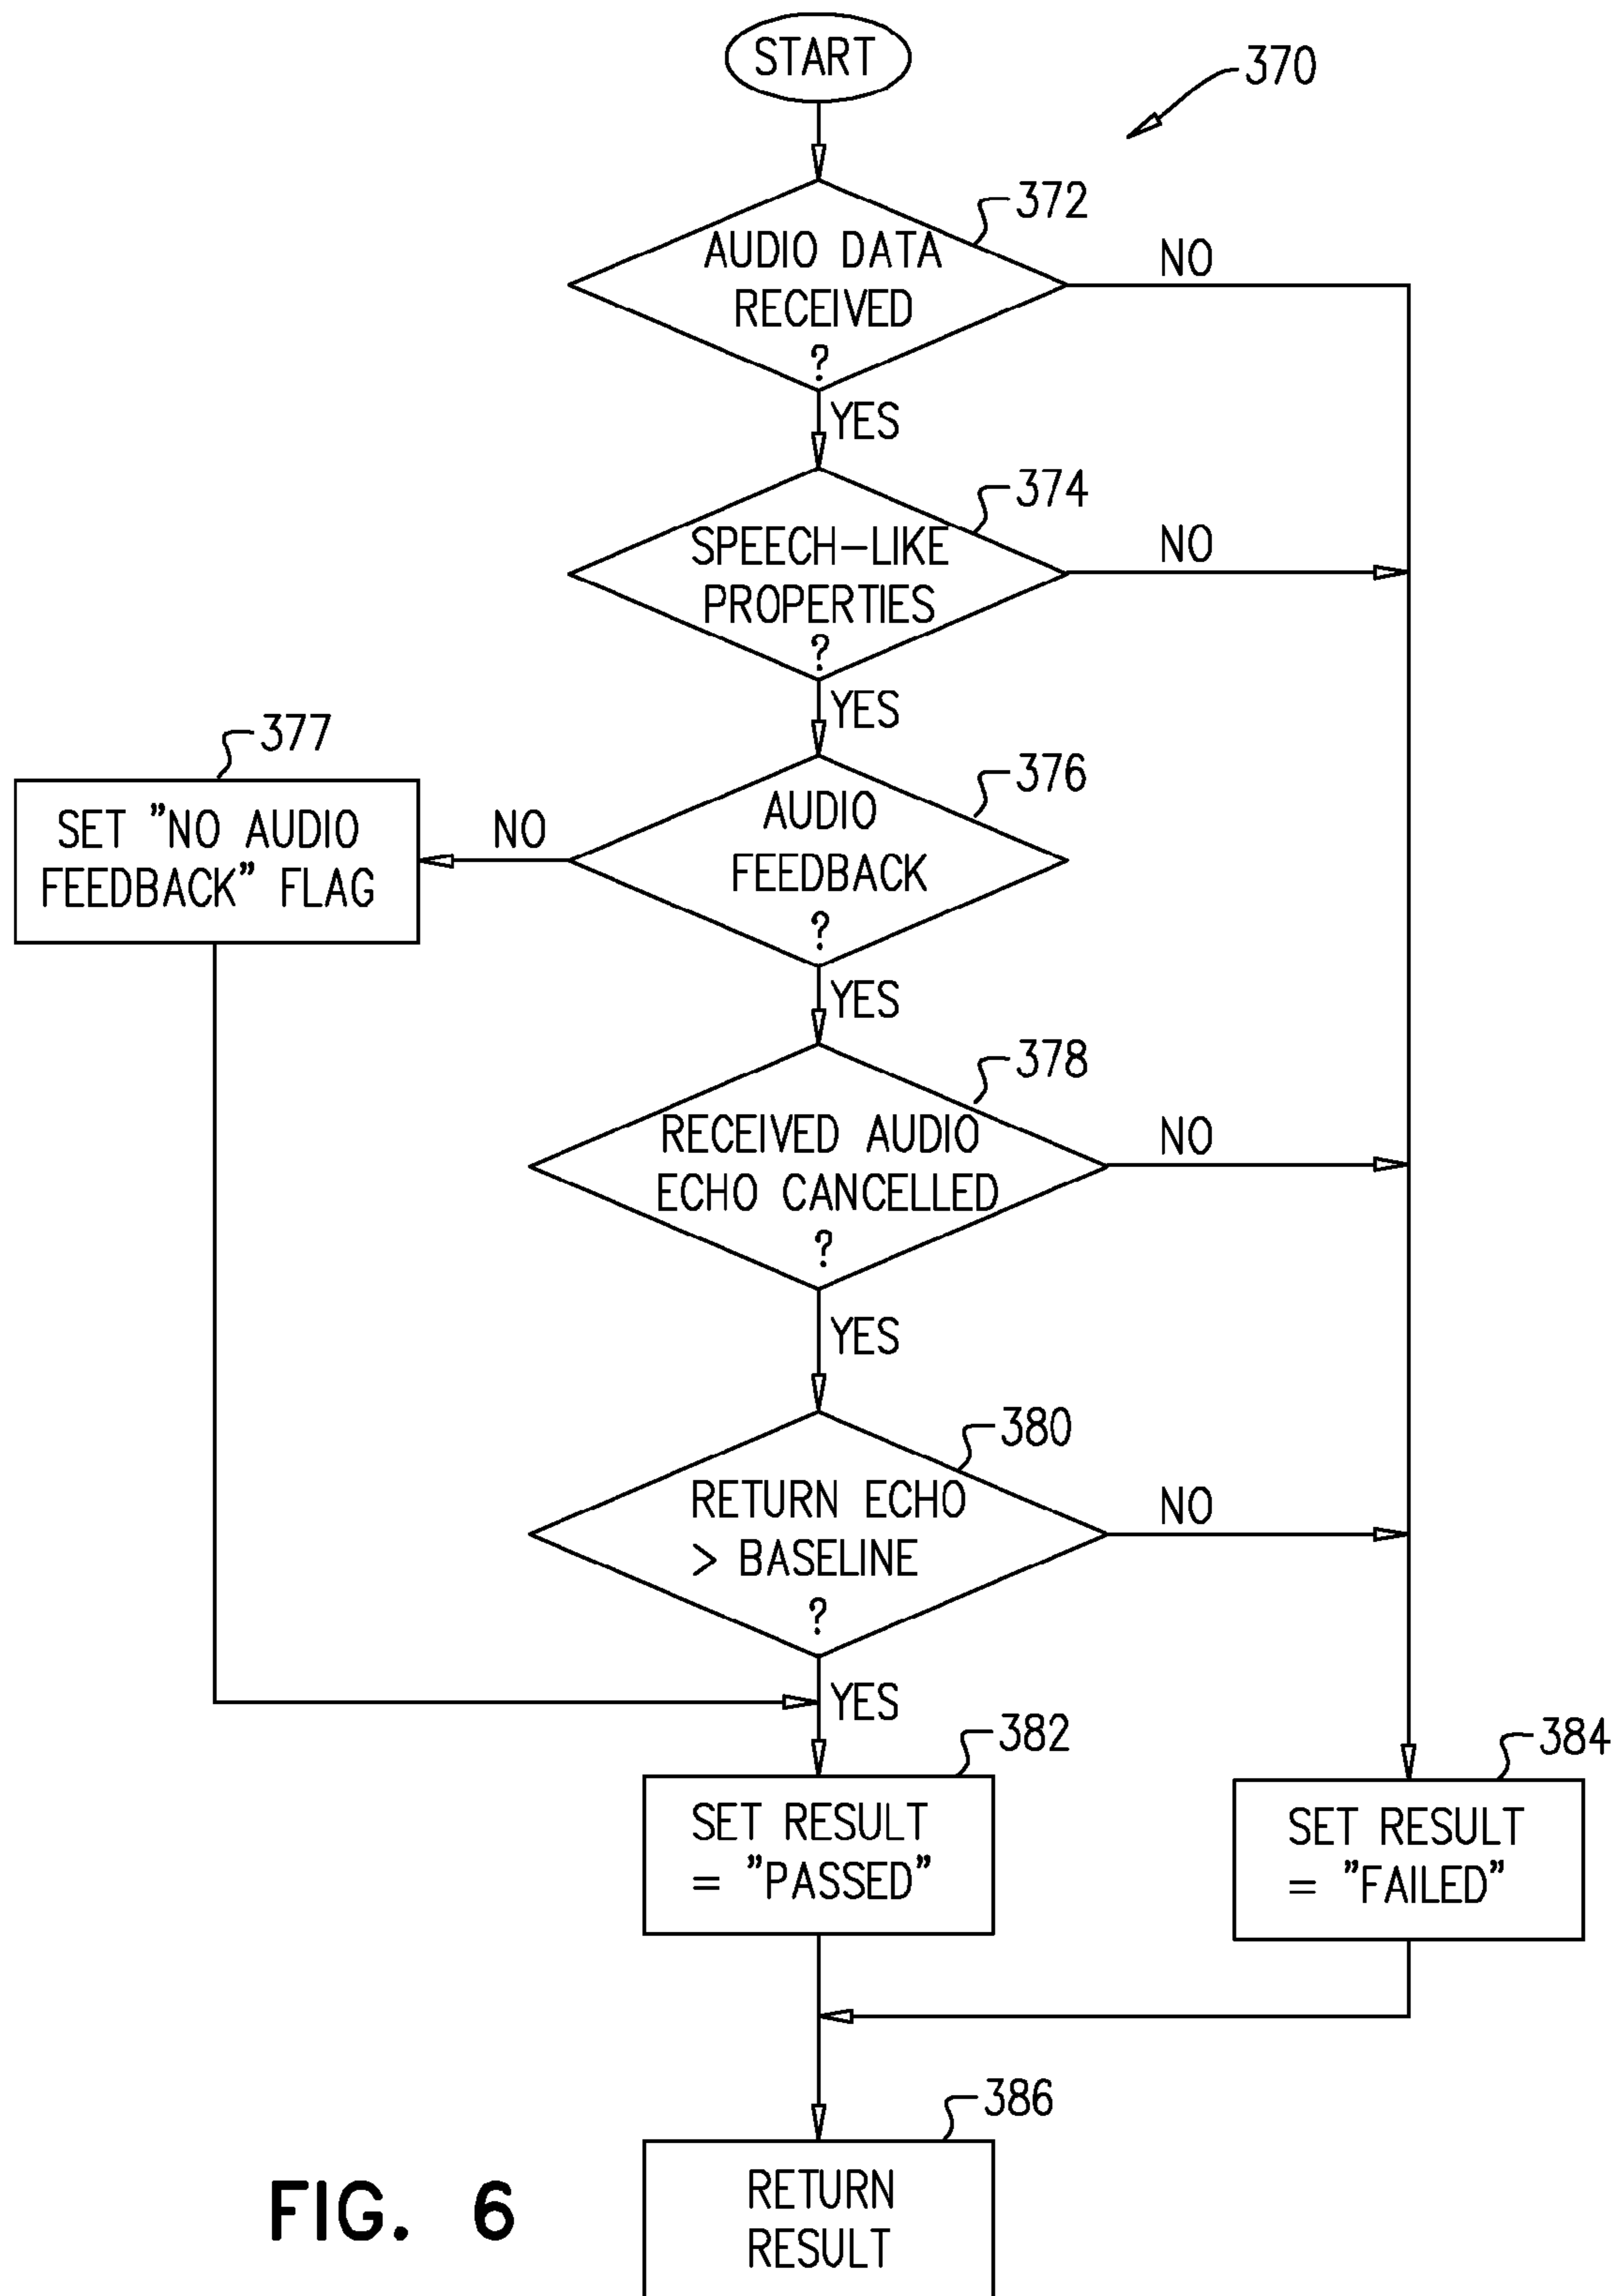 START
370
372
AUDIO DATA
RECEIVED
?
NO
YES
374
SPEECH-LIKE
PROPERTIES
?
NO
YES
377
SET "NO AUDIO
FEEDBACK" FLAG
NO
376
AUDIO
FEEDBACK
?
YES
378
RECEIVED AUDIO
ECHO CANCELLED
?
NO
YES
380
RETURN ECHO
> BASELINE
?
NO
YES
382
SET RESULT
= "PASSED"
384
SET RESULT
= "FAILED"
386
RETURN
RESULT
FIG. 6